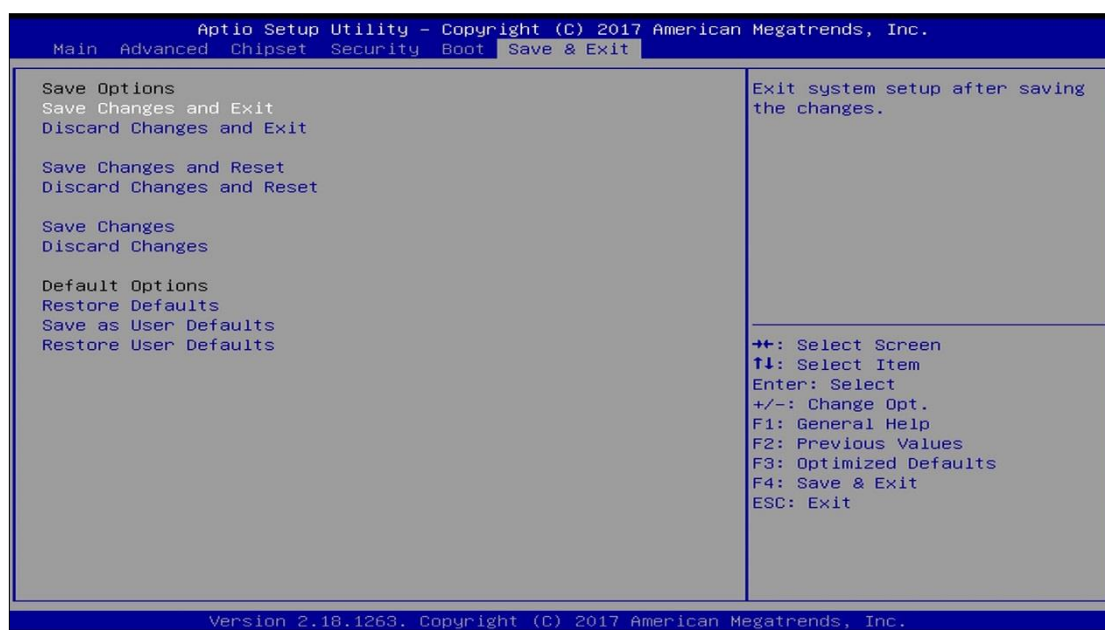 Aptio Setup Utility – Copyright (C) 2017 American Megatrends, Inc.
Main Advanced Chipset Security Boot Save & Exit
Save Options
Save Changes and Exit
Discard Changes and Exit
Save Changes and Reset
Discard Changes and Reset
Save Changes
Discard Changes
Default Options
Restore Defaults
Save as User Defaults
Restore User Defaults
Exit system setup after saving
the changes.
→←: Select Screen
↑↓: Select Item
Enter: Select
+/-: Change Opt.
F1: General Help
F2: Previous Values
F3: Optimized Defaults
F4: Save & Exit
ESC: Exit
Version 2.18.1263. Copyright (C) 2017 American Megatrends, Inc.